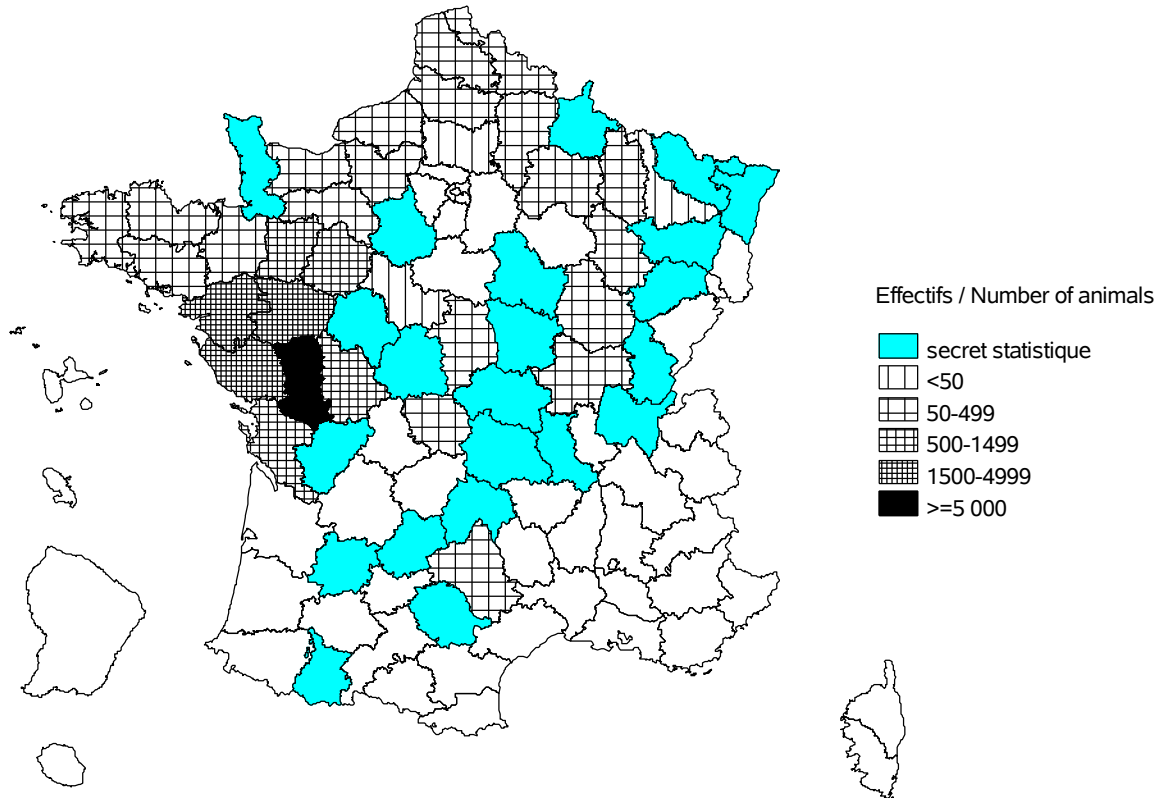 Effectifs / Number of animals
secret statistique
<50
50-499
500-1499
1500-4999
>=5 000